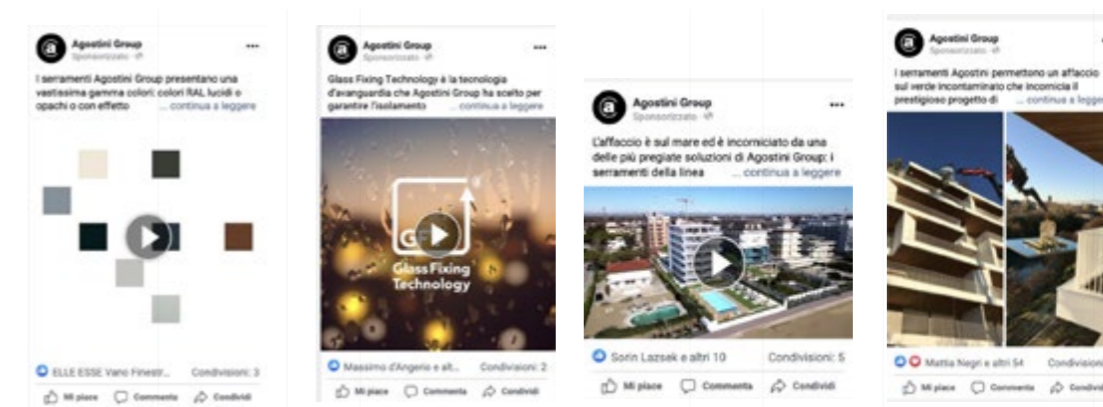 Agostini Group
Sponsorizzato
I serramenti Agostini Group presentano una
vastissima gamma colori: colori RAL lucidi o
opachi o con effetto ... continua a leggere
ELLE ESSE Vano Finestr... Condivisioni: 3
Mi piace Commenta Condividi
Agostini Group
Sponsorizzato
Glass Fixing Technology è la tecnologia
d'avanguardia che Agostini Group ha scelto per
garantire l'isolamento ... continua a leggere
Glass Fixing
Technology
Massimo d'Angerio e alt... Condivisioni: 2
Mi piace Commenta Condividi
Agostini Group
Sponsorizzato
L'affaccio è sul mare ed è incorniciato da una
delle più pregiate soluzioni di Agostini Group: i
serramenti della linea ... continua a leggere
Sorin Lazsek e altri 10 Condivisioni: 5
Mi piace Commenta Condividi
Agostini Group
Sponsorizzato
I serramenti Agostini permettono un affaccio
sul verde incontaminato che incornicia il
prestigioso progetto di ... continua a legge
Mattia Negri e altri 54 Condivisioni
Mi piace Commenta Condivi